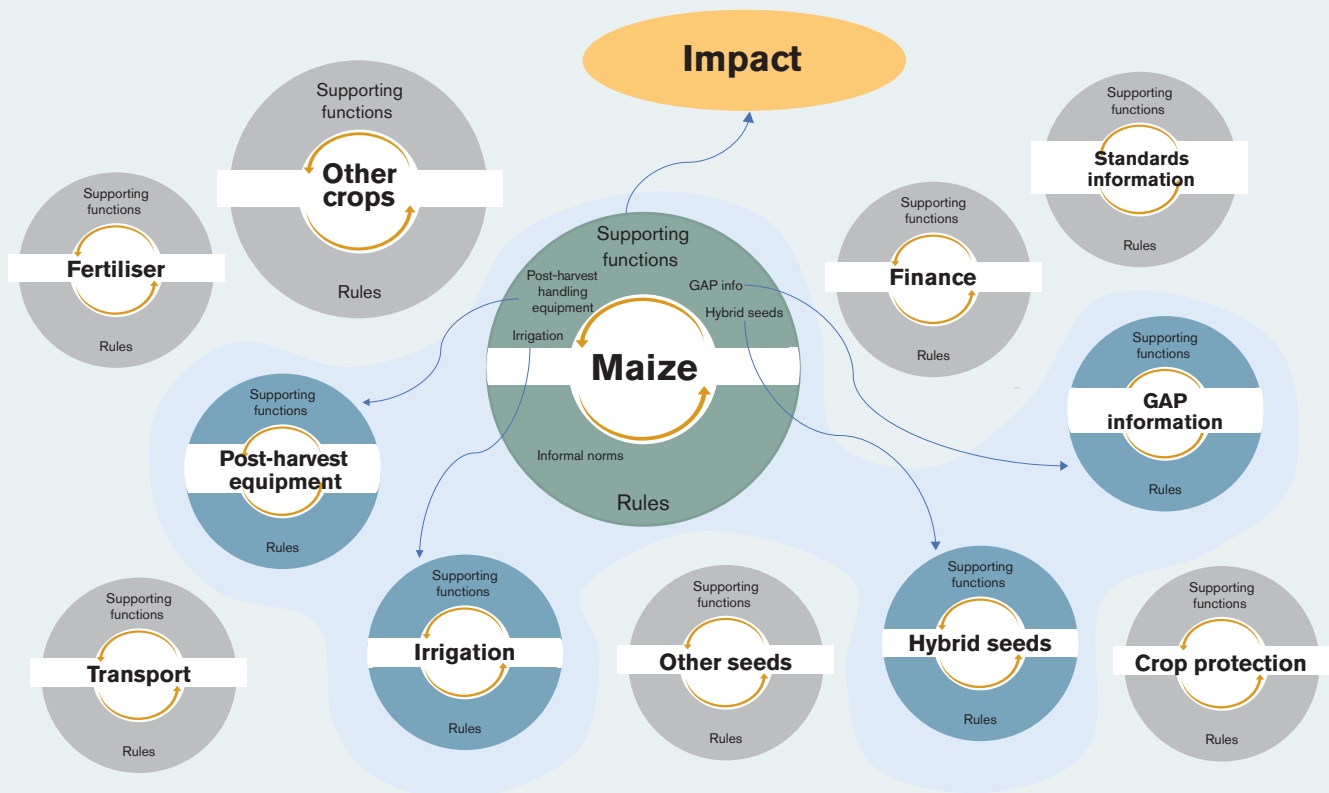 Impact
Supporting
functions
Other
crops
Rules
Supporting
functions
Standards
information
Rules
Supporting
functions
Fertiliser
Rules
Supporting
functions
Finance
Rules
Supporting
functions
Post-harvest
handling
equipment
GAP info
Hybrid seeds
Irrigation
Maize
Informal norms
Rules
Supporting
functions
GAP
information
Rules
Supporting
functions
Post-harvest
equipment
Rules
Supporting
functions
Transport
Rules
Supporting
functions
Irrigation
Rules
Supporting
functions
Other seeds
Rules
Supporting
functions
Hybrid seeds
Rules
Supporting
functions
Crop protection
Rules